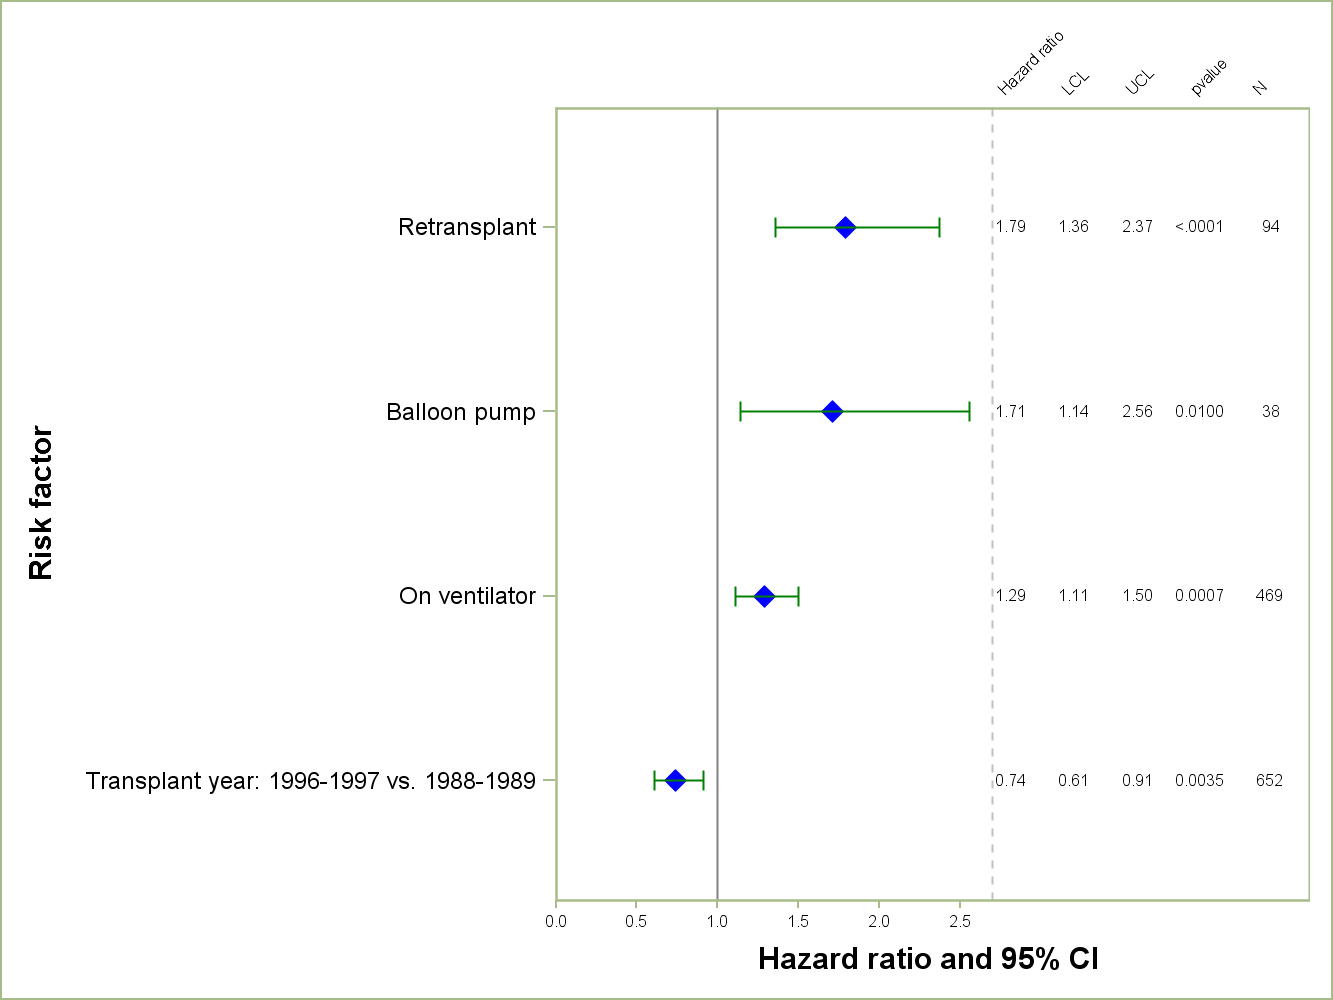 Hazard ratio LCL UCL pvalue N
Retransplant 1.79 1.36 2.37 <.0001 94
Balloon pump 1.71 1.14 2.56 0.0100 38
On ventilator 1.29 1.11 1.50 0.0007 469
Transplant year: 1996-1997 vs. 1988-1989 0.74 0.61 0.91 0.0035 652
Risk factor
0.0 0.5 1.0 1.5 2.0 2.5
Hazard ratio and 95% CI